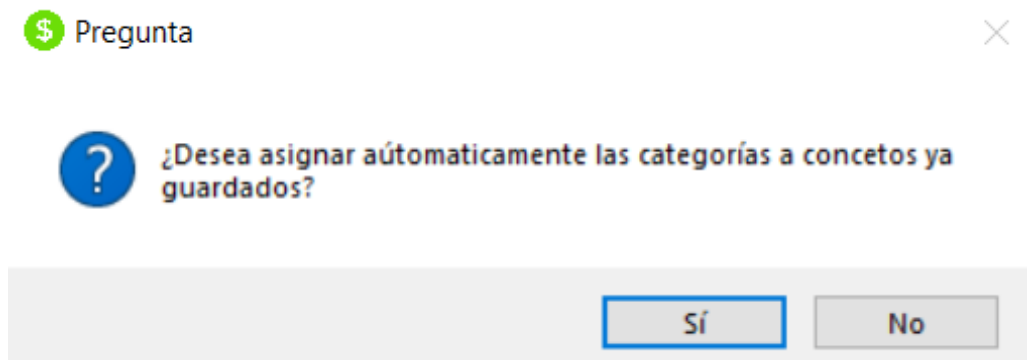 $ Pregunta
¿Desea asignar aútomaticamente las categorías a concetos ya
guardados?
Sí
No